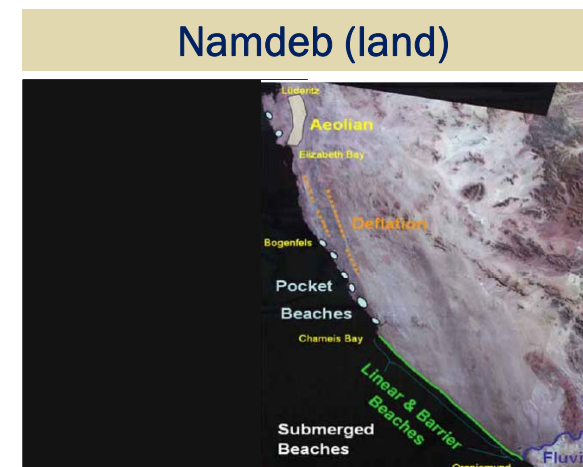 Namdeb (land)
Lüderitz
Aeolian
Elizabeth Bay
Deflation
Bogenfels
Pocket
Beaches
Chameis Bay
Linear & Barrier
Beaches
Submerged
Beaches